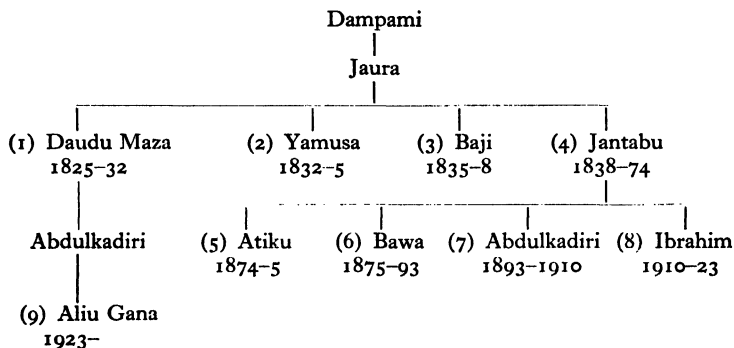 Dampami
Jaura
(1) Daudu Maza (2) Yamusa (3) Baji (4) Jantabu
1825–32 1832–5 1835–8 1838–74
Abdulkadiri (5) Atiku (6) Bawa (7) Abdulkadiri (8) Ibrahim
1874–5 1875–93 1893–1910 1910–23
(9) Aliu Gana
1923–